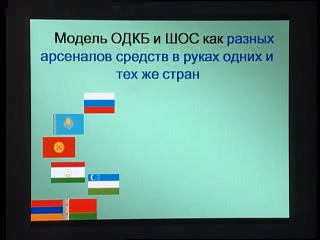 Модель ОДКБ и ШОС как разных
арсеналов средств в руках одних и
тех же стран